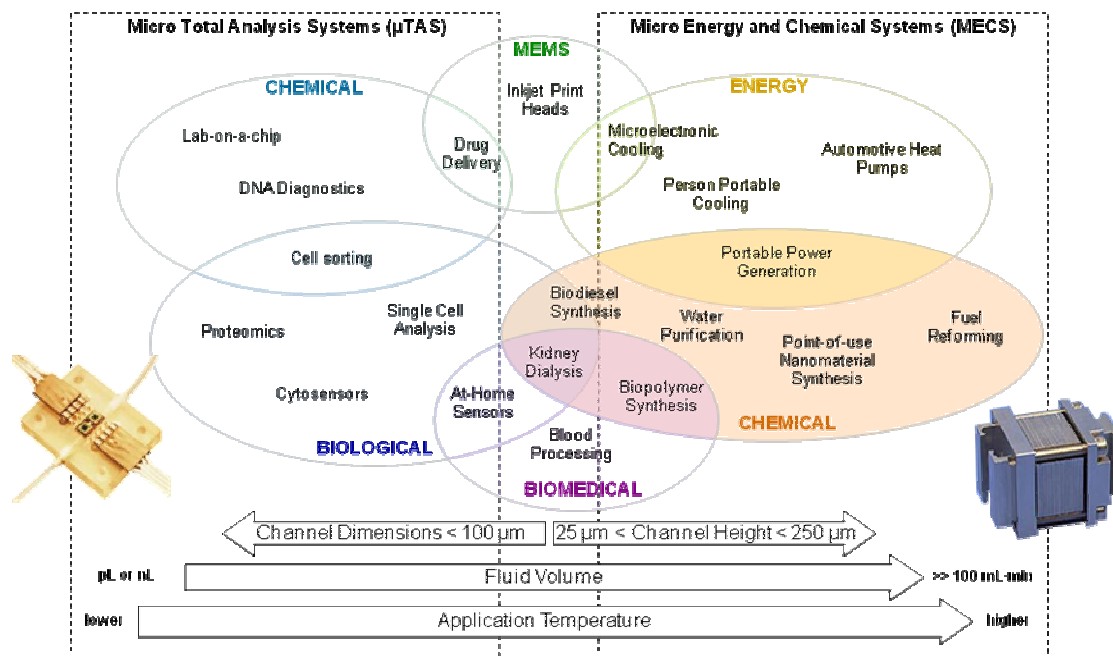 Micro Total Analysis Systems (µTAS)
Micro Energy and Chemical Systems (MECS)
MEMS
CHEMICAL
ENERGY
Inkjet Print
Heads
Lab-on-a-chip
Drug
Delivery
Microelectronic
Cooling
Automotive Heat
Pumps
DNA Diagnostics
Person Portable
Cooling
Cell sorting
Portable Power
Generation
Biodiesel
Synthesis
Single Cell
Analysis
Proteomics
Water
Purification
Fuel
Reforming
Point-of-use
Nanomaterial
Synthesis
Kidney
Dialysis
Cytosensors
At-Home
Sensors
Biopolymer
Synthesis
CHEMICAL
BIOLOGICAL
Blood
Processing
BIOMEDICAL
Channel Dimensions < 100 µm
25 µm < Channel Height < 250 µm
pL or nL
Fluid Volume
>> 100 mL-min
lower
Application Temperature
higher